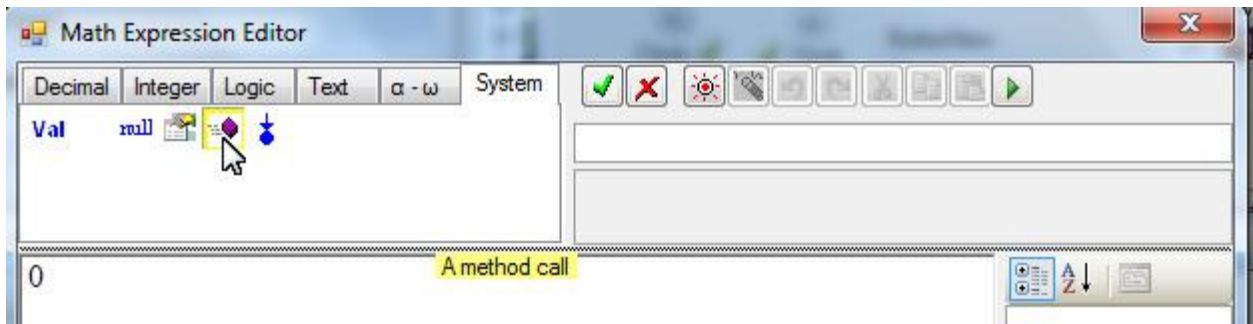 Math Expression Editor
Decimal Integer Logic Text α - ω System
Val null
A method call
0
A
Z